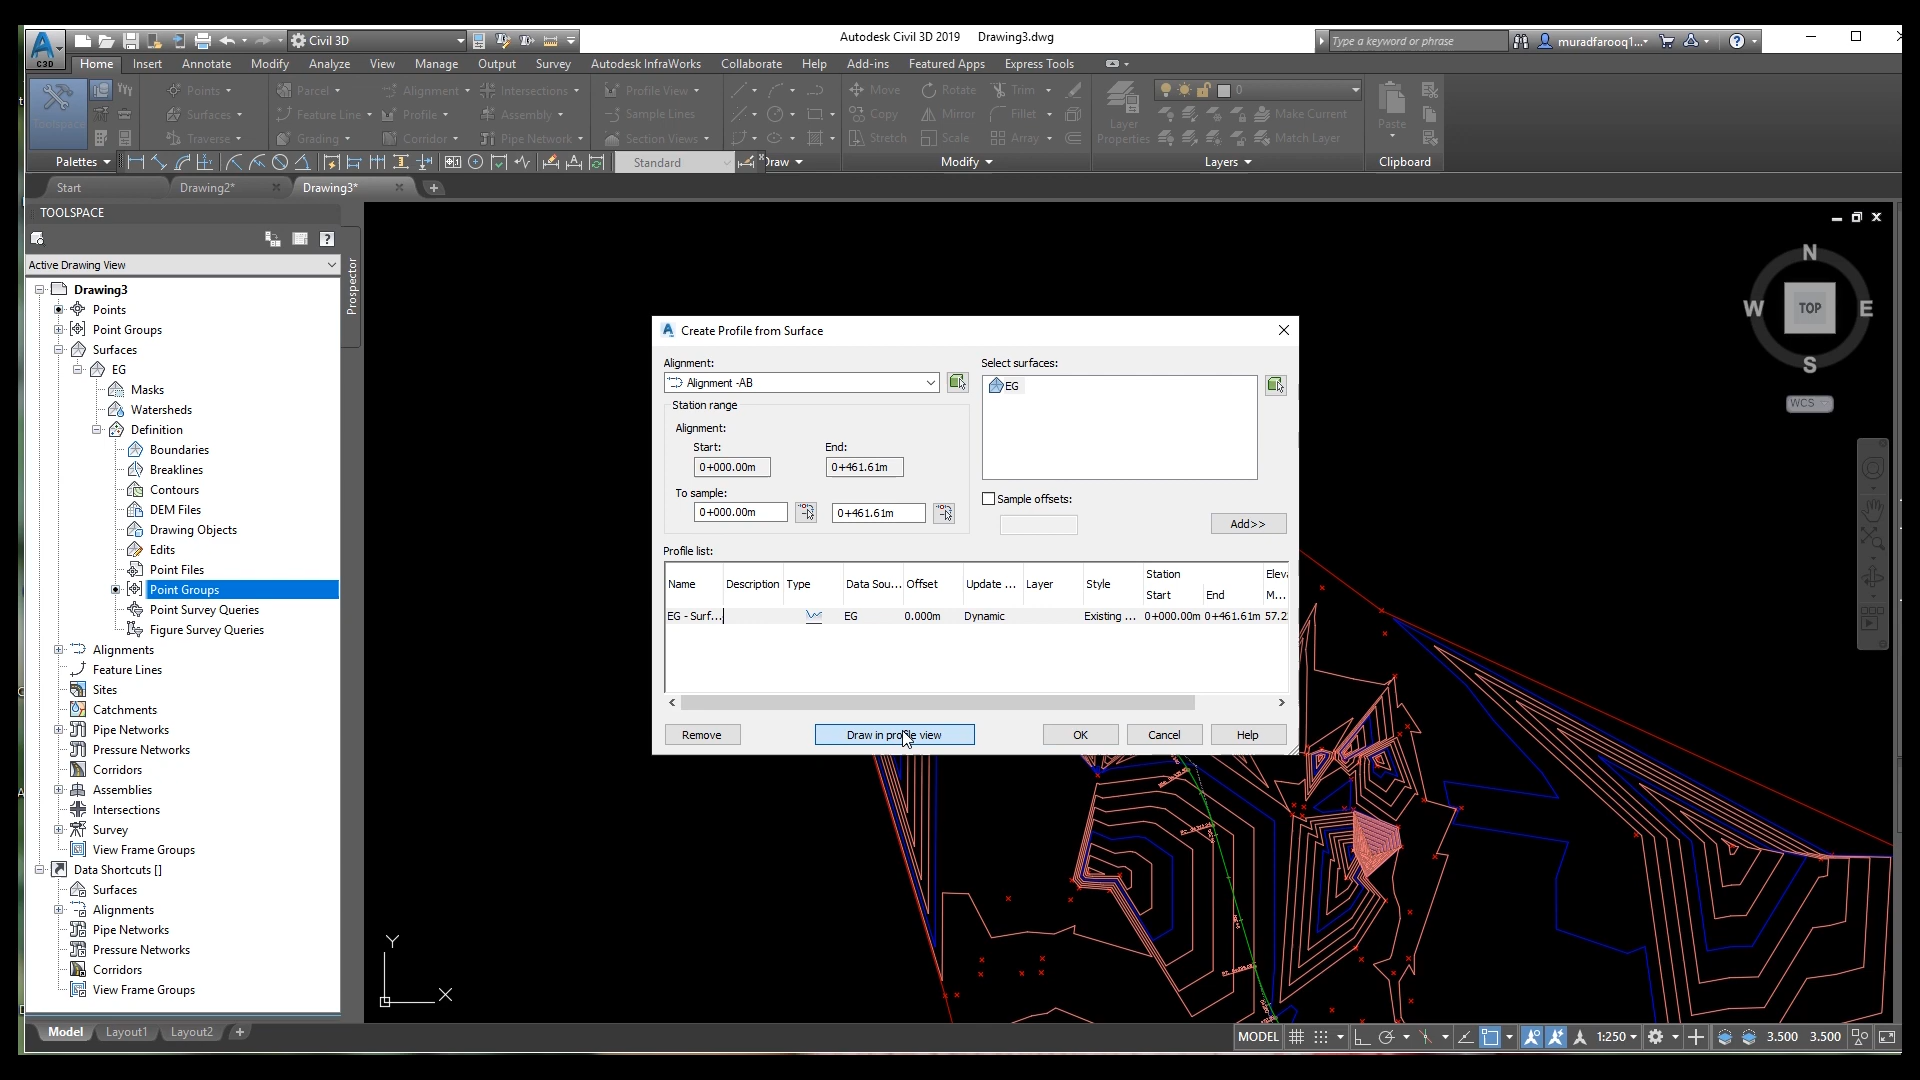 Civil 3D
Autodesk Civil 3D 2019 Drawing3.dwg
Type a keyword or phrase
muradfarooq1...
C3D
Home Insert Annotate Modify Analyze View Manage Output Survey Autodesk InfraWorks Collaborate Help Add-ins Featured Apps Express Tools
Points Parcel Alignment Intersections Profile View Move Rotate Trim 0
Surfaces Feature Line Profile Assembly Sample Lines Copy Mirror Fillet Make Current
Toolspace Traverse Grading Corridor Pipe Network Section Views Stretch Scale Array Layer Properties Match Layer Paste
Palettes Standard Draw Modify Layers Clipboard
Start Drawing2* Drawing3*
TOOLSPACE
Active Drawing View
Prospector
Drawing3
Points
Point Groups
Surfaces
EG
Masks
Watersheds
Definition
Boundaries
Breaklines
Contours
DEM Files
Drawing Objects
Edits
Point Files
Point Groups
Point Survey Queries
Figure Survey Queries
Alignments
Feature Lines
Sites
Catchments
Pipe Networks
Pressure Networks
Corridors
Assemblies
Intersections
Survey
View Frame Groups
Data Shortcuts []
Surfaces
Alignments
Pipe Networks
Pressure Networks
Corridors
View Frame Groups
Create Profile from Surface
Alignment: Select surfaces:
Alignment -AB
EG
Station range
Alignment:
Start: End:
0+000.00m 0+461.61m
To sample:
0+000.00m 0+461.61m
Sample offsets:
Add>>
Profile list:
Name Description Type Data Sou... Offset Update ... Layer Style Station Eleva
Start End M...
EG - Surf... EG 0.000m Dynamic Existing ... 0+000.00m 0+461.61m 57.2
Remove Draw in profile view OK Cancel Help
N
W TOP E
S
WCS
Y
X
Model Layout1 Layout2
MODEL 1:250 3.500 3.500